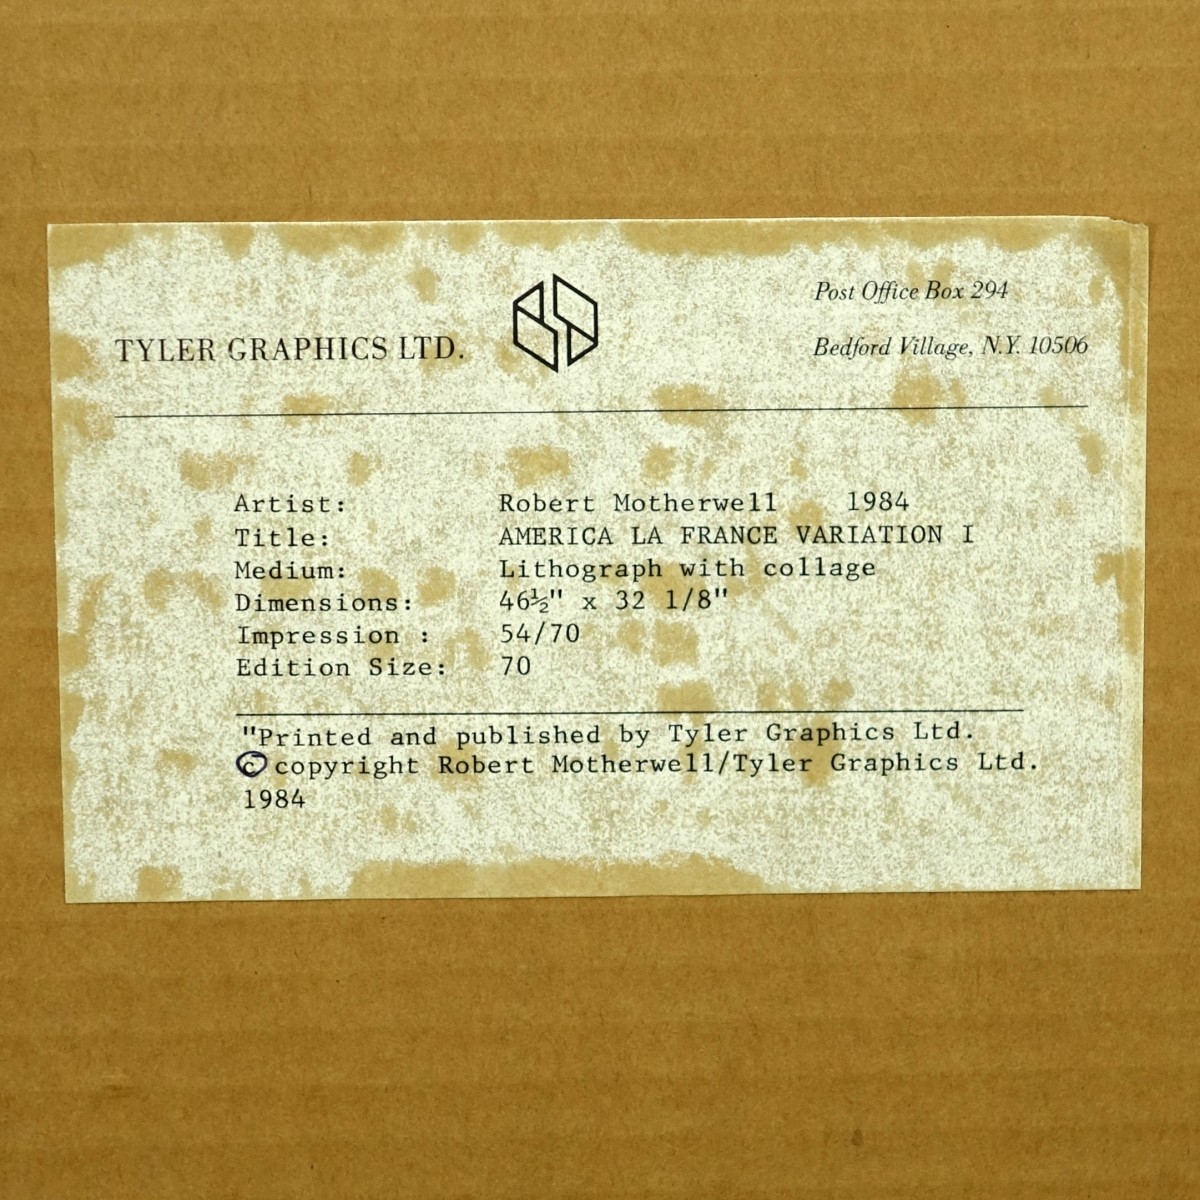 TYLER GRAPHICS LTD.
Post Office Box 294
Bedford Village, N.Y. 10506
Artist: Robert Motherwell 1984
Title: AMERICA LA FRANCE VARIATION I
Medium: Lithograph with collage
Dimensions: 46½" x 32 1/8"
Impression : 54/70
Edition Size: 70
"Printed and published by Tyler Graphics Ltd.
© copyright Robert Motherwell/Tyler Graphics Ltd.
1984